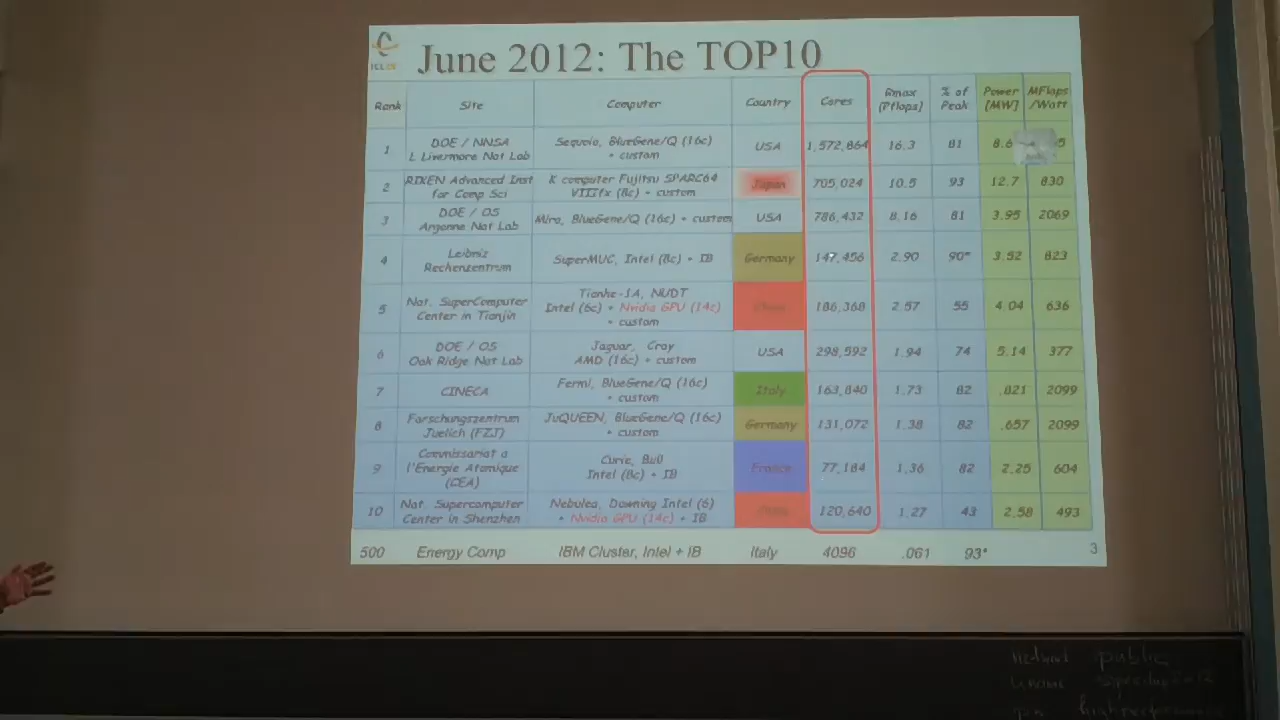 ICL
June 2012: The TOP10
Rank Site Computer Country Cores Rmax [Pflops] % of Peak Power [MW] MFlops /Watt
1 DOE / NNSA L Livermore Nat Lab Sequoia, BlueGene/Q (16c) + custom USA 1,572,864 16.3 81 8.6
2 RIKEN Advanced Inst for Comp Sci K computer Fujitsu SPARC64 VIIIfx (8c) + custom Japan 705,024 10.5 93 12.7 830
3 DOE / OS Argonne Nat Lab Mira, BlueGene/Q (16c) + custom USA 786,432 8.16 81 3.95 2069
4 Leibniz Rechenzentrum SuperMUC, Intel (8c) + IB Germany 147,456 2.90 90* 3.52 823
5 Nat. SuperComputer Center in Tianjin Tianhe-1A, NUDT Intel (6c) + Nvidia GPU (14c) + custom China 186,368 2.57 55 4.04 636
6 DOE / OS Oak Ridge Nat Lab Jaguar, Cray AMD (16c) + custom USA 298,592 1.94 74 5.14 377
7 CINECA Fermi, BlueGene/Q (16c) + custom Italy 163,840 1.73 82 .821 2099
8 Forschungszentrum Juelich (FZJ) JuQUEEN, BlueGene/Q (16c) + custom Germany 131,072 1.38 82 .657 2099
9 Commissariat a l'Energie Atomique (CEA) Curie, Bull Intel (8c) + IB France 77,184 1.36 82 2.25 604
10 Nat. Supercomputer Center in Shenzhen Nebulea, Dawning Intel (6) + Nvidia GPU (14c) + IB China 120,640 1.27 43 2.58 493
500 Energy Comp IBM Cluster, Intel + IB Italy 4096 .061 93*
3
network public